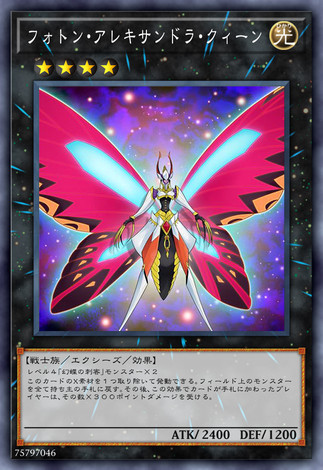 フォトン・アレキサンドラ・クィーン
光
【戦士族/エクシーズ/効果】
レベル4「幻蝶の刺客」モンスター×2
このカードのX素材を1つ取り除いて発動できる。フィールド上のモンスター
を全て持ち主の手札に戻す。その後、この効果でカードが手札に加わったプレ
イヤーは、その数×300ポイントダメージを受ける。
ATK/ 2400 DEF/1200
75797046